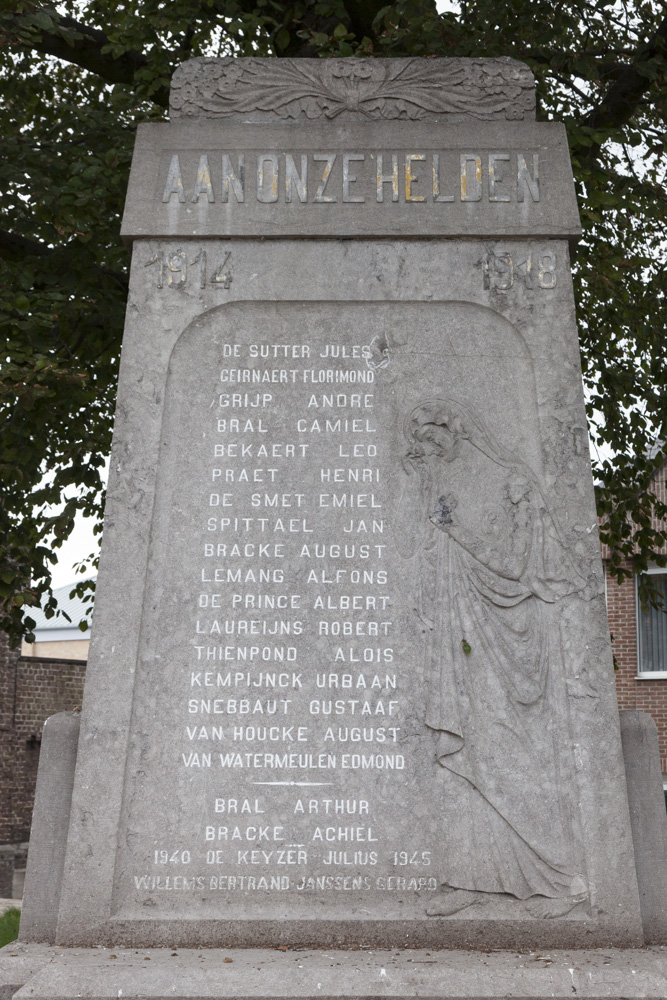 AAN ONZE HELDEN
1914 1918
DE SUTTER JULES
GEIRNAERT FLORIMOND
GRIJP ANDRE
BRAL CAMIEL
BEKAERT LEO
PRAET HENRI
DE SMET EMIEL
SPITTAEL JAN
BRACKE AUGUST
LEMANG ALFONS
DE PRINCE ALBERT
LAUREIJNS ROBERT
THIENPOND ALOIS
KEMPIJNCK URBAAN
SNEBBAUT GUSTAAF
VAN HOUCKE AUGUST
VAN WATERMEULEN EDMOND
BRAL ARTHUR
BRACKE ACHIEL
1940 DE KEYZER JULIUS 1945
WILLEMS BERTRAND-JANSSENS GERARD